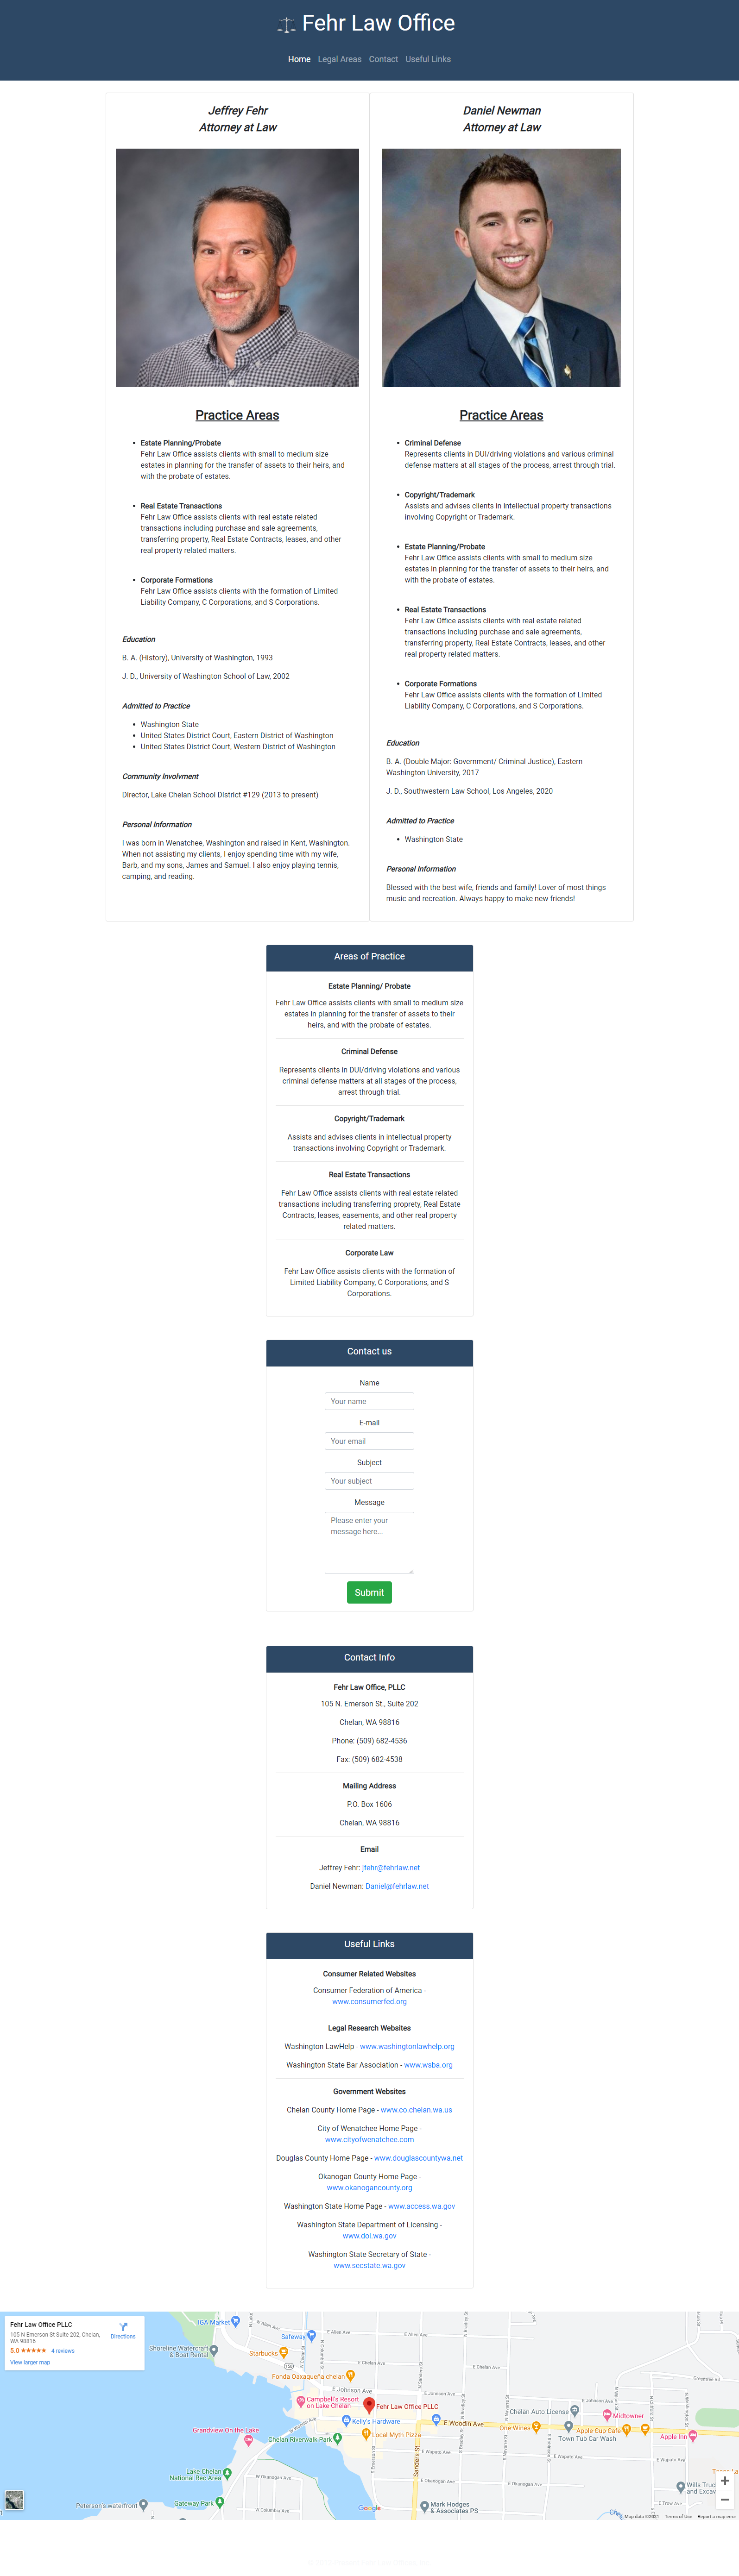 Fehr Law Office
Home Legal Areas Contact Useful Links
Jeffrey Fehr
Attorney at Law
Practice Areas
Estate Planning/Probate
Fehr Law Office assists clients with small to medium size
estates in planning for the transfer of assets to their heirs, and
with the probate of estates.
Real Estate Transactions
Fehr Law Office assists clients with real estate related
transactions including purchase and sale agreements,
transferring property, Real Estate Contracts, leases, and other
real property related matters.
Corporate Formations
Fehr Law Office assists clients with the formation of Limited
Liability Company, C Corporations, and S Corporations.
Education
B. A. (History), University of Washington, 1993
J. D., University of Washington School of Law, 2002
Admitted to Practice
Washington State
United States District Court, Eastern District of Washington
United States District Court, Western District of Washington
Community Involvment
Director, Lake Chelan School District #129 (2013 to present)
Personal Information
I was born in Wenatchee, Washington and raised in Kent, Washington.
When not assisting my clients, I enjoy spending time with my wife,
Barb, and my sons, James and Samuel. I also enjoy playing tennis,
camping, and reading.
Daniel Newman
Attorney at Law
Practice Areas
Criminal Defense
Represents clients in DUI/driving violations and various criminal
defense matters at all stages of the process, arrest through trial.
Copyright/Trademark
Assists and advises clients in intellectual property transactions
involving Copyright or Trademark.
Estate Planning/Probate
Fehr Law Office assists clients with small to medium size
estates in planning for the transfer of assets to their heirs, and
with the probate of estates.
Real Estate Transactions
Fehr Law Office assists clients with real estate related
transactions including purchase and sale agreements,
transferring property, Real Estate Contracts, leases, and other
real property related matters.
Corporate Formations
Fehr Law Office assists clients with the formation of Limited
Liability Company, C Corporations, and S Corporations.
Education
B. A. (Double Major: Government/ Criminal Justice), Eastern
Washington University, 2017
J. D., Southwestern Law School, Los Angeles, 2020
Admitted to Practice
Washington State
Personal Information
Blessed with the best wife, friends and family! Lover of most things
music and recreation. Always happy to make new friends!
Areas of Practice
Estate Planning/ Probate
Fehr Law Office assists clients with small to medium size
estates in planning for the transfer of assets to their
heirs, and with the probate of estates.
Criminal Defense
Represents clients in DUI/driving violations and various
criminal defense matters at all stages of the process,
arrest through trial.
Copyright/Trademark
Assists and advises clients in intellectual property
transactions involving Copyright or Trademark.
Real Estate Transactions
Fehr Law Office assists clients with real estate related
transactions including transferring proprety, Real Estate
Contracts, leases, easements, and other real property
related matters.
Corporate Law
Fehr Law Office assists clients with the formation of
Limited Liability Company, C Corporations, and S
Corporations.
Contact us
Name
Your name
E-mail
Your email
Subject
Your subject
Message
Please enter your
message here...
Submit
Contact Info
Fehr Law Office, PLLC
105 N. Emerson St., Suite 202
Chelan, WA 98816
Phone: (509) 682-4536
Fax: (509) 682-4538
Mailing Address
P.O. Box 1606
Chelan, WA 98816
Email
Jeffrey Fehr: jfehr@fehrlaw.net
Daniel Newman: Daniel@fehrlaw.net
Useful Links
Consumer Related Websites
Consumer Federation of America -
www.consumerfed.org
Legal Research Websites
Washington LawHelp - www.washingtonlawhelp.org
Washington State Bar Association - www.wsba.org
Government Websites
Chelan County Home Page - www.co.chelan.wa.us
City of Wenatchee Home Page -
www.cityofwenatchee.com
Douglas County Home Page - www.douglascountywa.net
Okanogan County Home Page -
www.okanogancounty.org
Washington State Home Page - www.access.wa.gov
Washington State Department of Licensing -
www.dol.wa.gov
Washington State Secretary of State -
www.secstate.wa.gov
Fehr Law Office PLLC
105 N Emerson St Suite 202, Chelan,
WA 98816
5.0 4 reviews
View larger map
Directions
IGA Market
Safeway
Shoreline Watercraft
& Boat Rental
Starbucks
Fonda Oaxaqueña chelan
Campbell's Resort
on Lake Chelan
Fehr Law Office PLLC
Kelly's Hardware
Grandview On the Lake
Chelan Riverwalk Park
Local Myth Pizza
E Woodin Ave
One Wines
Chelan Auto License
Midtowner
Apple Cup Cafe
Town Tub Car Wash
Apple Inn
Lake Chelan
National Rec Area
Gateway Park
Peterson's waterfront
Sanders St
Mark Hodges
& Associates PS
Wills Truc
and Excav
E Allen Ave
E Johnson Ave
E Chelan Ave
E Wapato Ave
E Okanogan Ave
W Okanogan Ave
W Columbia Ave
Google
Map data ©2021 Terms of Use Report a map error